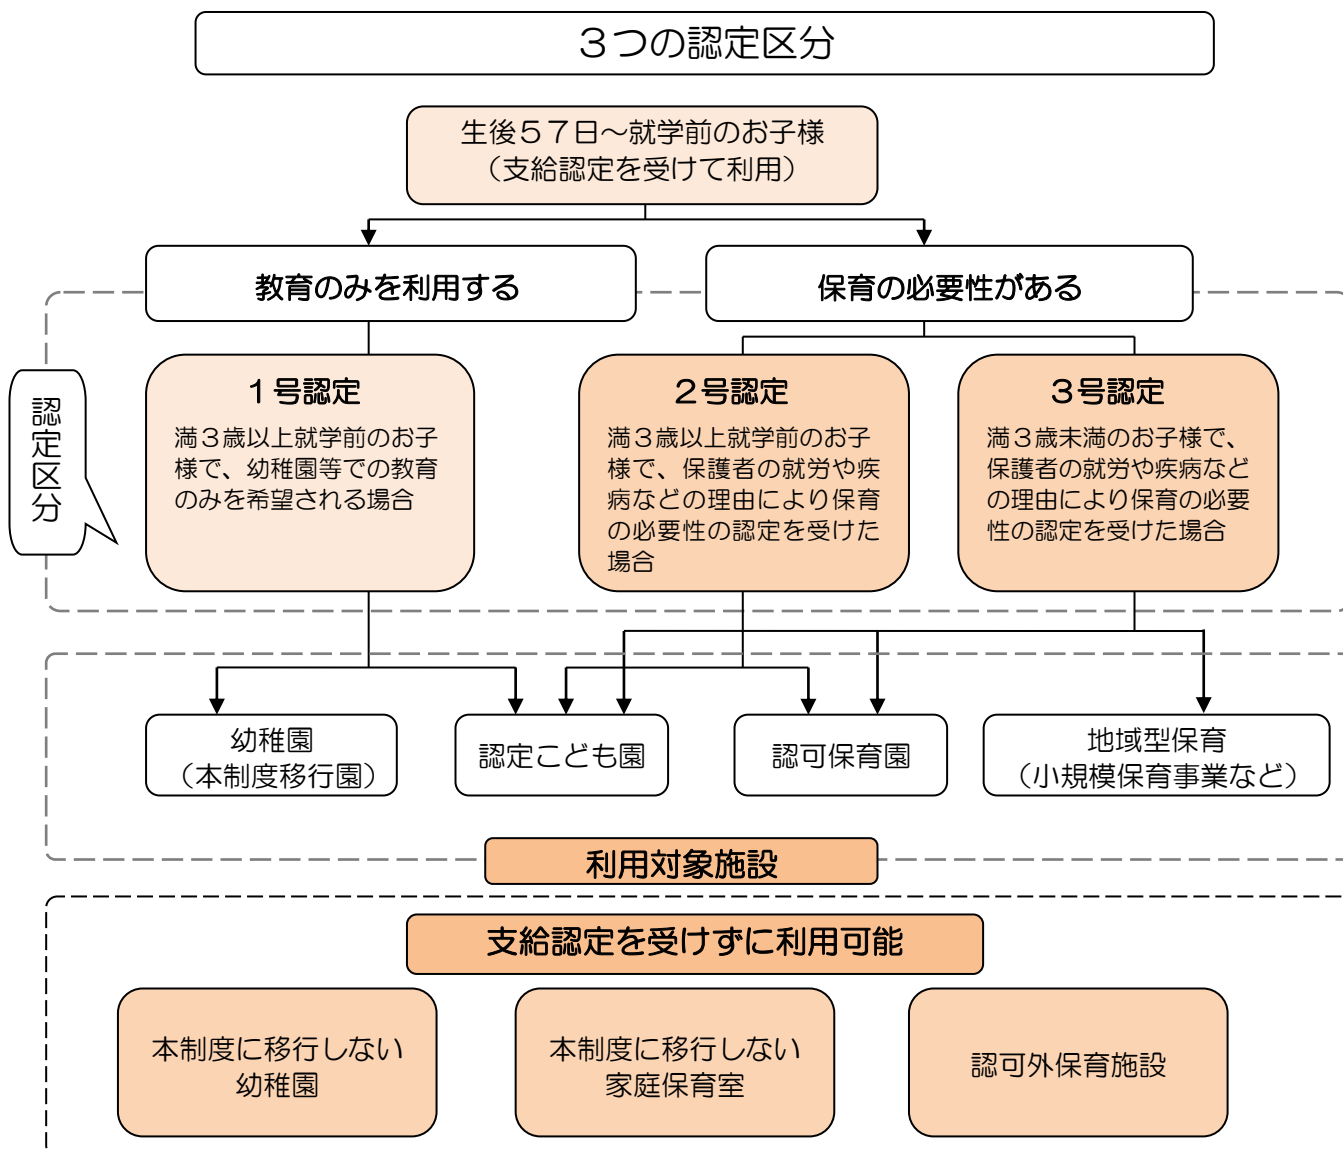 ３つの認定区分
生後５７日～就学前のお子様
（支給認定を受けて利用）
教育のみを利用する
保育の必要性がある
認定区分
１号認定
満３歳以上就学前のお子
様で、幼稚園等での教育
のみを希望される場合
２号認定
満３歳以上就学前のお子
様で、保護者の就労や疾
病などの理由により保育
の必要性の認定を受けた
場合
３号認定
満３歳未満のお子様で、
保護者の就労や疾病など
の理由により保育の必要
性の認定を受けた場合
幼稚園
（本制度移行園）
認定こども園
認可保育園
地域型保育
（小規模保育事業など）
利用対象施設
支給認定を受けずに利用可能
本制度に移行しない
幼稚園
本制度に移行しない
家庭保育室
認可外保育施設